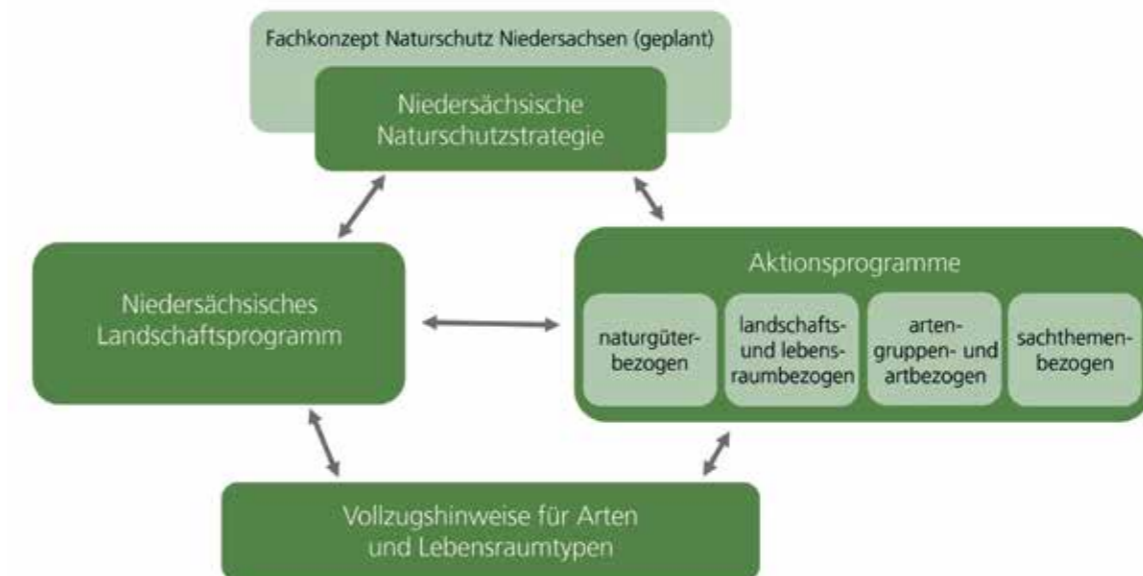 Fachkonzept Naturschutz Niedersachsen (geplant)
Niedersächsische
Naturschutzstrategie
Niedersächsisches
Landschaftsprogramm
Aktionsprogramme
naturgüter-
bezogen
landschafts-
und lebens-
raumbezogen
arten-
gruppen- und
artbezogen
sachthemen-
bezogen
Vollzugshinweise für Arten
und Lebensraumtypen